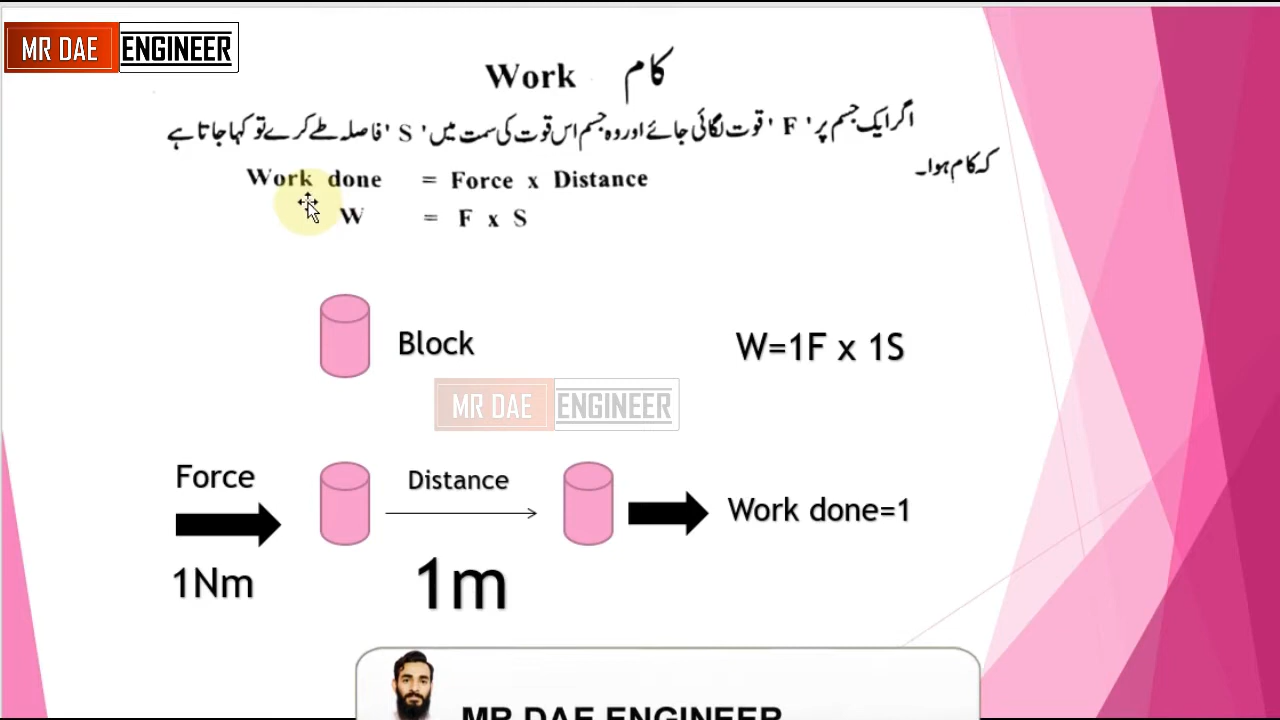 MR DAE ENGINEER
Work کام
اگر ایک جسم پر ' F ' قوت لگائی جائے اور وہ جسم اس قوت کی سمت میں ' S ' فاصلہ طے کرے تو کہا جاتا ہے
کہ کام ہوا۔
Work done = Force x Distance
W = F x S
Block
W=1F x 1S
MR DAE ENGINEER
Force
Distance
Work done=1
1Nm
1m
MR DAE ENGINEER